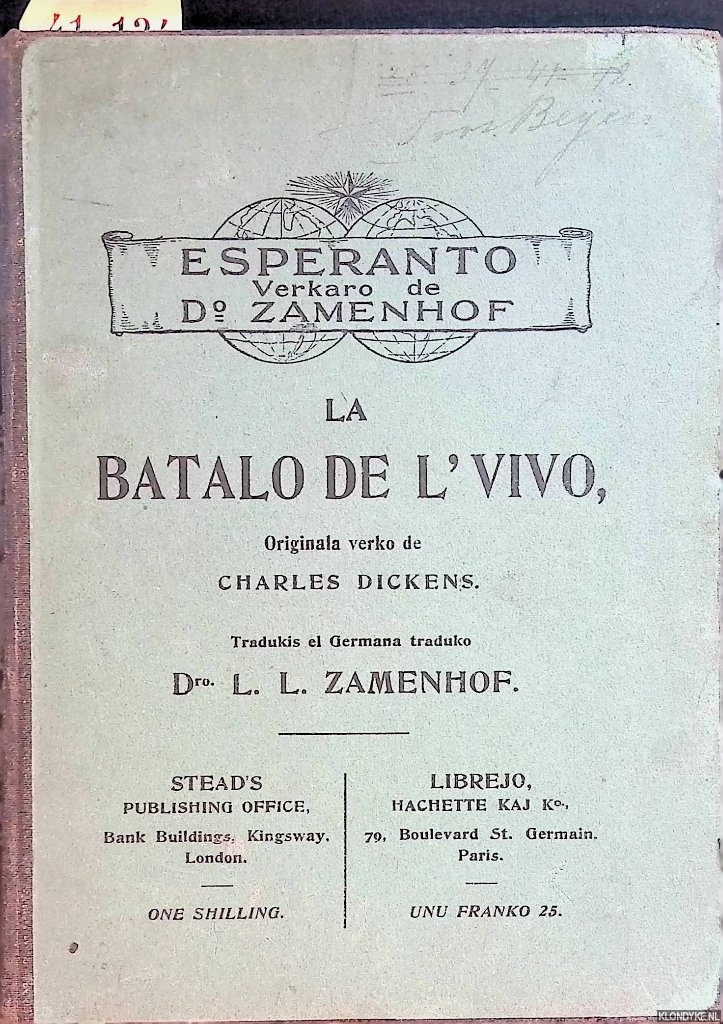 ESPERANTO
Verkaro de
Dº ZAMENHOF
LA
BATALO DE L' VIVO,
Originala verko de
CHARLES DICKENS.
Tradukis el Germana traduko
Dro. L. L. ZAMENHOF.
STEAD'S
PUBLISHING OFFICE,
Bank Buildings, Kingsway,
London.
ONE SHILLING.
LIBREJO,
HACHETTE KAJ Ko.,
79, Boulevard St. Germain,
Paris.
UNU FRANKO 25.
KLONDYKE.NL